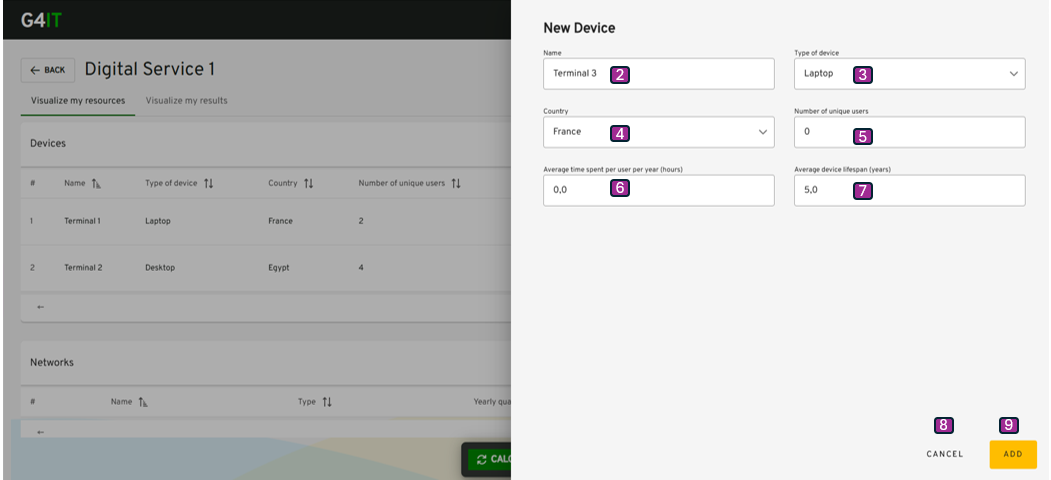 G4IT
← BACK
Digital Service 1
Visualize my resources
Visualize my results
Devices
# Name Type of device Country Number of unique users
1 Terminal 1 Laptop France 2
2 Terminal 2 Desktop Egypt 4
←
Networks
# Name Type Yearly qua
←
CALC
New Device
Name
Terminal 3 2
Type of device
Laptop 3
Country
France 4
Number of unique users
0 5
Average time spent per user per year (hours)
0,0 6
Average device lifespan (years)
5,0 7
8 9
CANCEL ADD